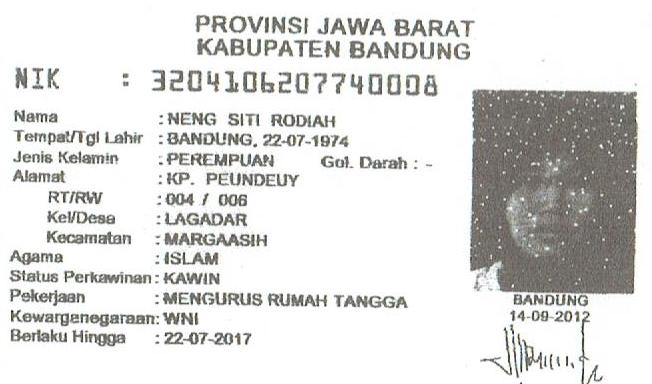 PROVINSI JAWA BARAT
KABUPATEN BANDUNG
NIK : 3204106207740008
Nama : NENG SITI RODIAH
Tempat/Tgl Lahir : BANDUNG, 22-07-1974
Jenis Kelamin : PEREMPUAN Gol. Darah : -
Alamat : KP. PEUNDEUY
RT/RW : 004 / 006
Kel/Desa : LAGADAR
Kecamatan : MARGAASIH
Agama : ISLAM
Status Perkawinan: KAWIN
Pekerjaan : MENGURUS RUMAH TANGGA
Kewarganegaraan: WNI
Berlaku Hingga : 22-07-2017
BANDUNG
14-09-2012